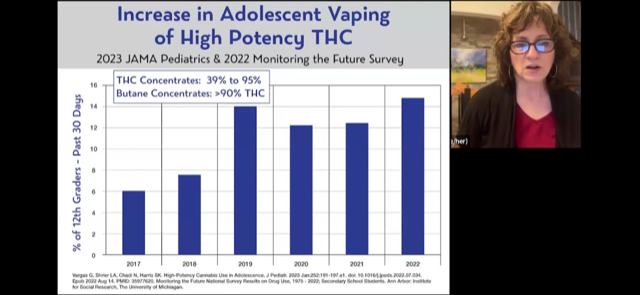 Increase in Adolescent Vaping
of High Potency THC
2023 JAMA Pediatrics & 2022 Monitoring the Future Survey
THC Concentrates: 39% to 95%
Butane Concentrates: >90% THC
% of 12th Graders - Past 30 Days
16
14
12
10
8
6
4
2
0
2017
2018
2019
2020
2021
2022
Vargas G, Shrier LA, Chadi N, Harris SK. High-Potency Cannabis Use in Adolescence. J Pediatr. 2023 Jan;252:191-197.e1. doi: 10.1016/j.jpeds.2022.07.034.
Epub 2022 Aug 14. PMID: 35977620. Monitoring the Future National Survey Results on Drug Use, 1975 - 2022: Secondary School Students. Ann Arbor: Institute
for Social Research, The University of Michigan.
/her)